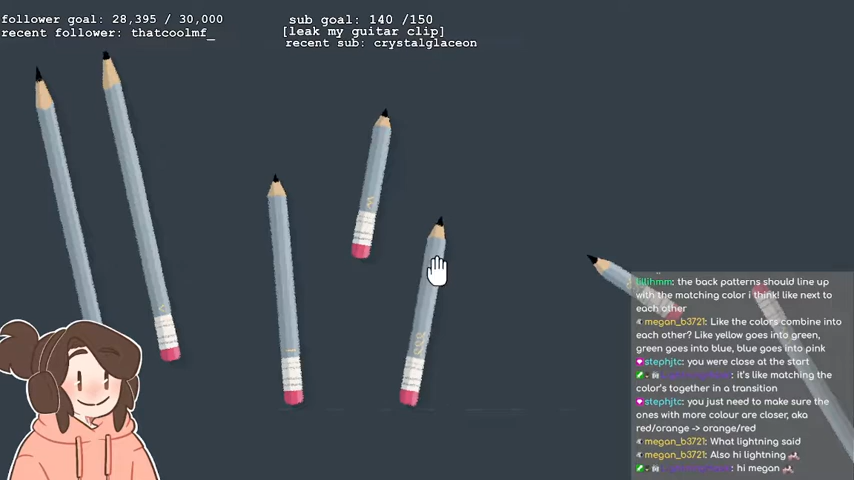 follower goal: 28,395 / 30,000
recent follower: thatcoolmf_
sub goal: 140 /150
[leak my guitar clip]
recent sub: crystalglaceon
lilihmm: the back patterns should line up
with the matching color i think! like next to
each other
megan_b3721: Like the colors combine into
each other? Like yellow goes into green,
green goes into blue, blue goes into pink
stephjtc: you were close at the start
: it's like matching the
color's together in a transition
stephjtc: you just need to make sure the
ones with more colour are closer, aka
red/orange -> orange/red
megan_b3721: What lightning said
megan_b3721: Also hi lightning
: hi megan